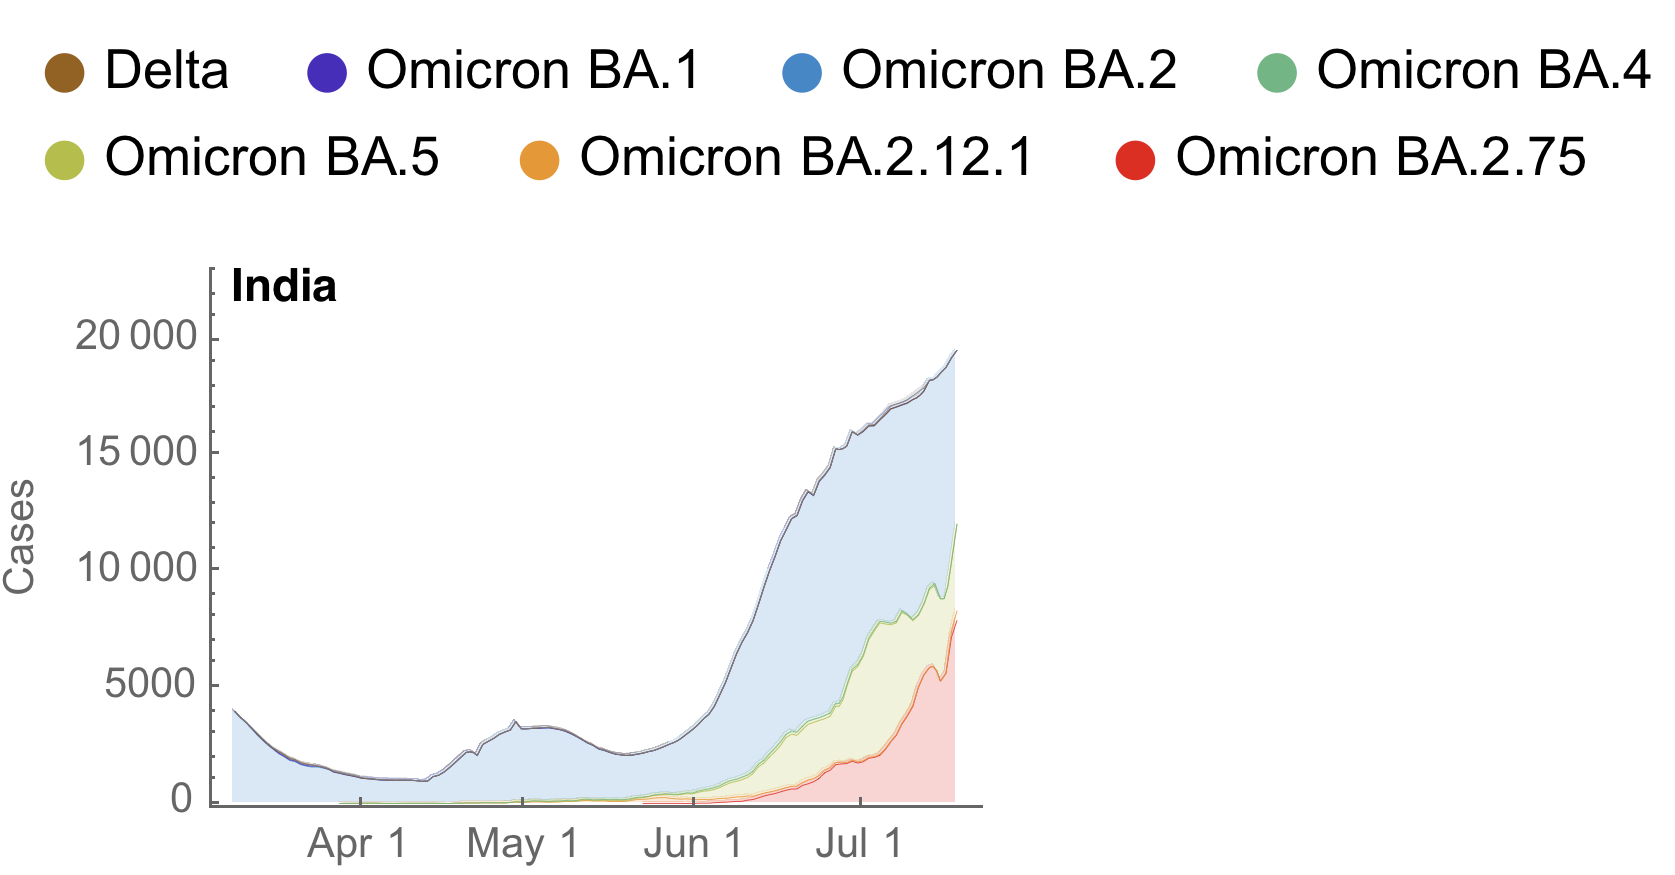 Delta Omicron BA.1 Omicron BA.2 Omicron BA.4
Omicron BA.5 Omicron BA.2.12.1 Omicron BA.2.75
India
20 000
15 000
10 000
5000
0
Cases
Apr 1 May 1 Jun 1 Jul 1